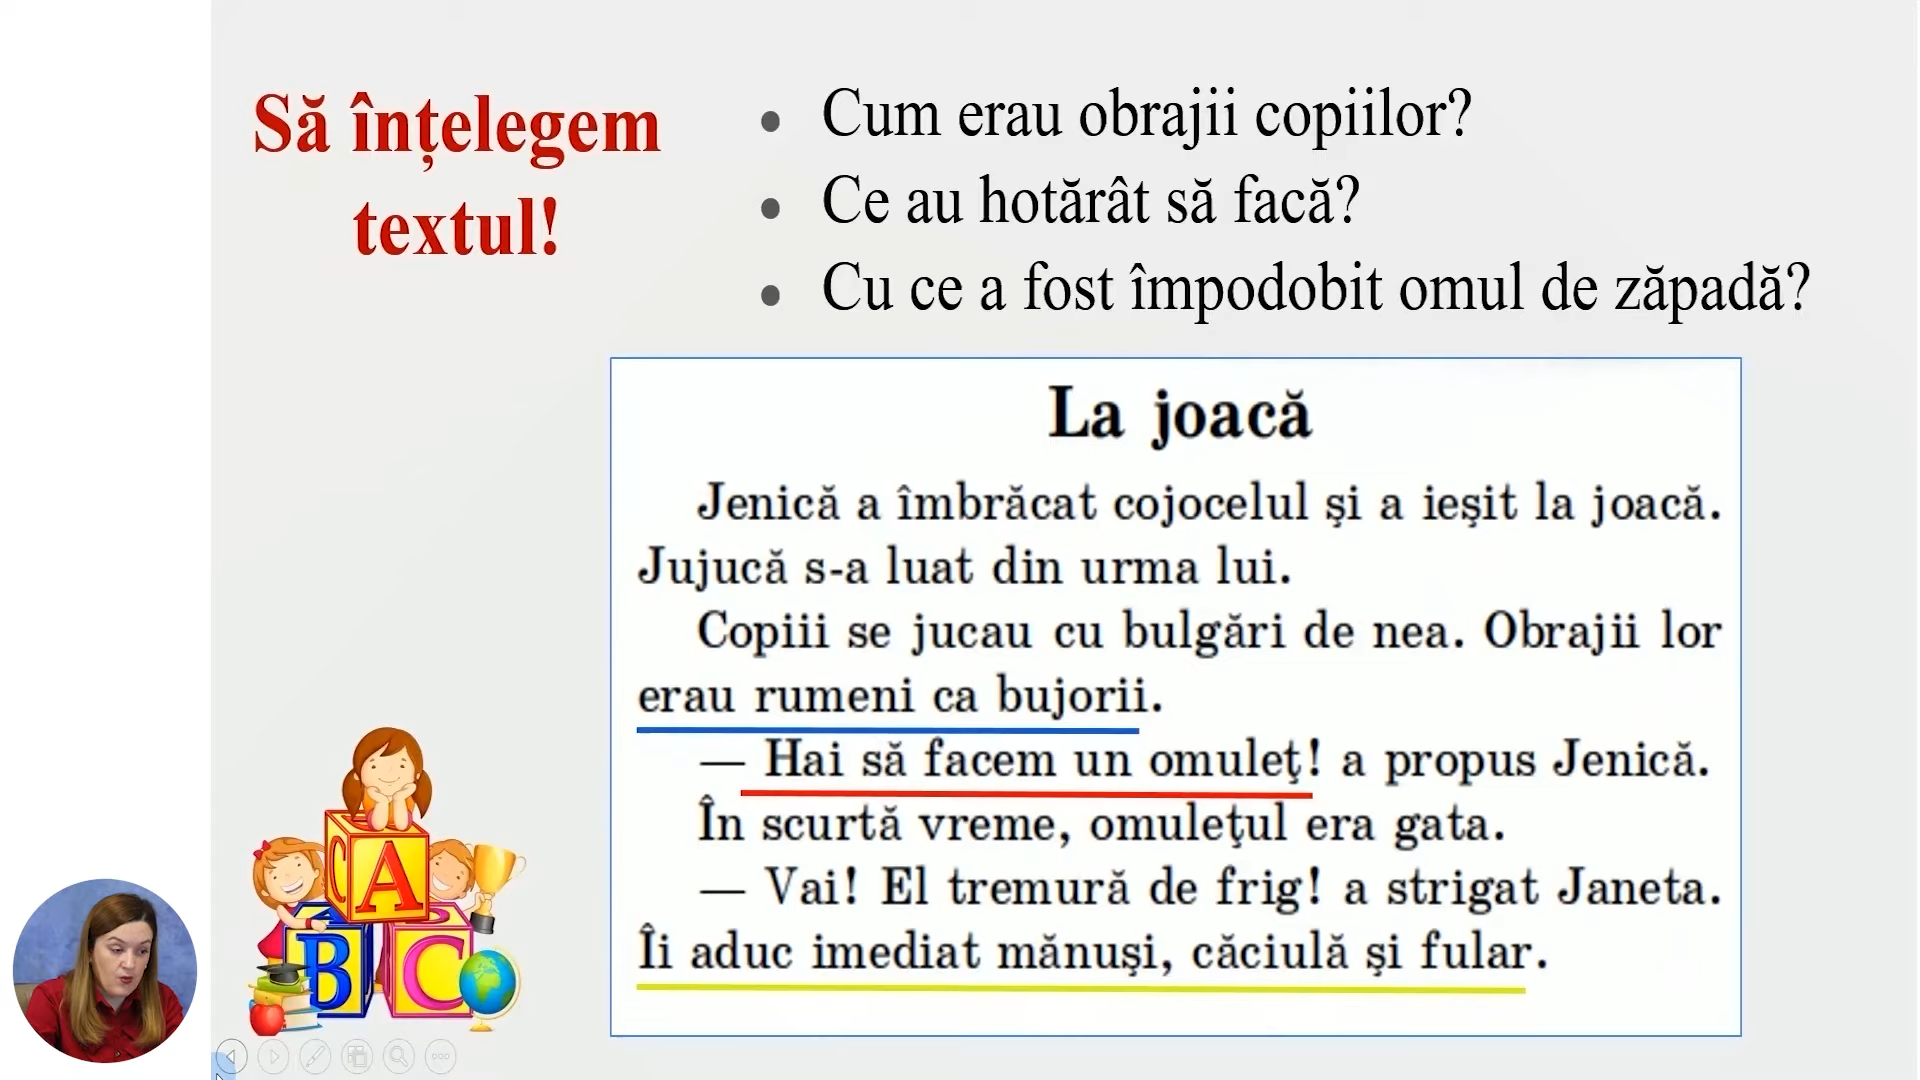 Să înțelegem
textul!
Cum erau obrajii copiilor?
Ce au hotărât să facă?
Cu ce a fost împodobit omul de zăpadă?
La joacă
Jenică a îmbrăcat cojocelul şi a ieşit la joacă.
Jujucă s-a luat din urma lui.
Copiii se jucau cu bulgări de nea. Obrajii lor
erau rumeni ca bujorii.
— Hai să facem un omuleţ! a propus Jenică.
În scurtă vreme, omuleţul era gata.
— Vai! El tremură de frig! a strigat Janeta.
Îi aduc imediat mănuşi, căciulă şi fular.
C A
B C